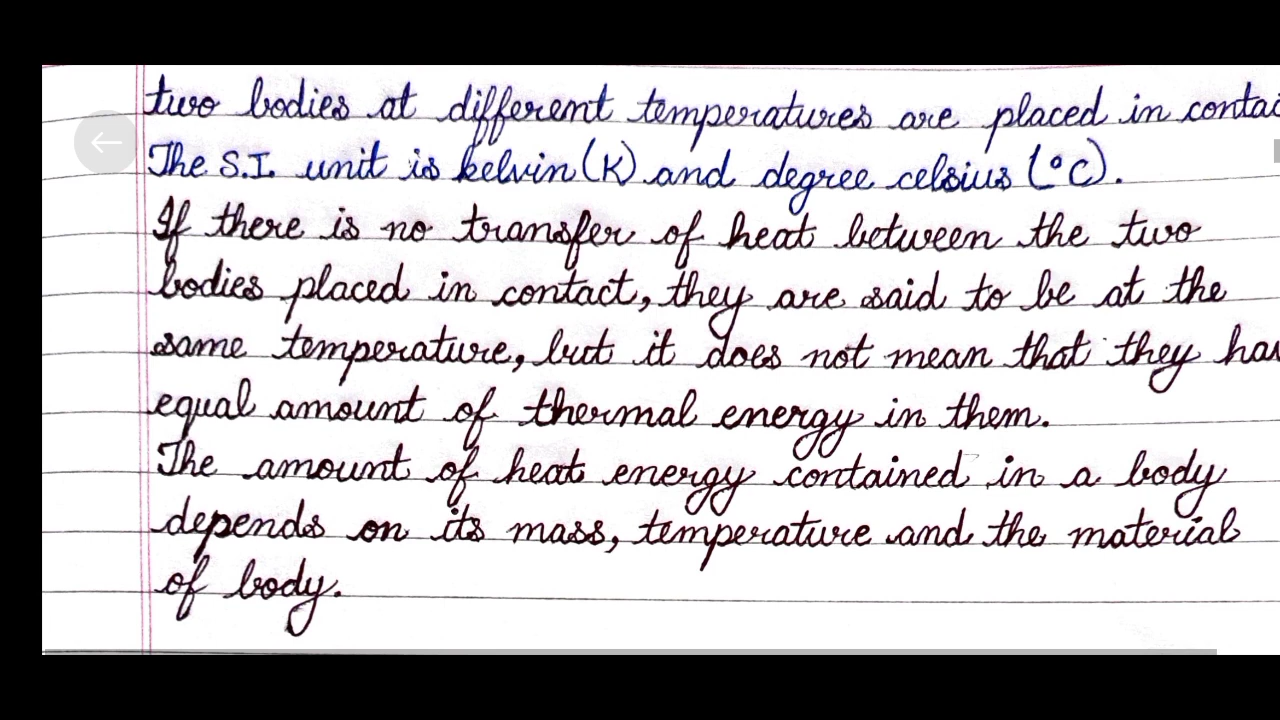 two bodies at different temperatures are placed in contac
The S.I. unit is kelvin (K) and degree celsius (°C).
If there is no transfer of heat between the two
bodies placed in contact, they are said to be at the
same temperature, but it does not mean that they hav
equal amount of thermal energy in them.
The amount of heat energy contained in a body
depends on its mass, temperature and the material
of body.